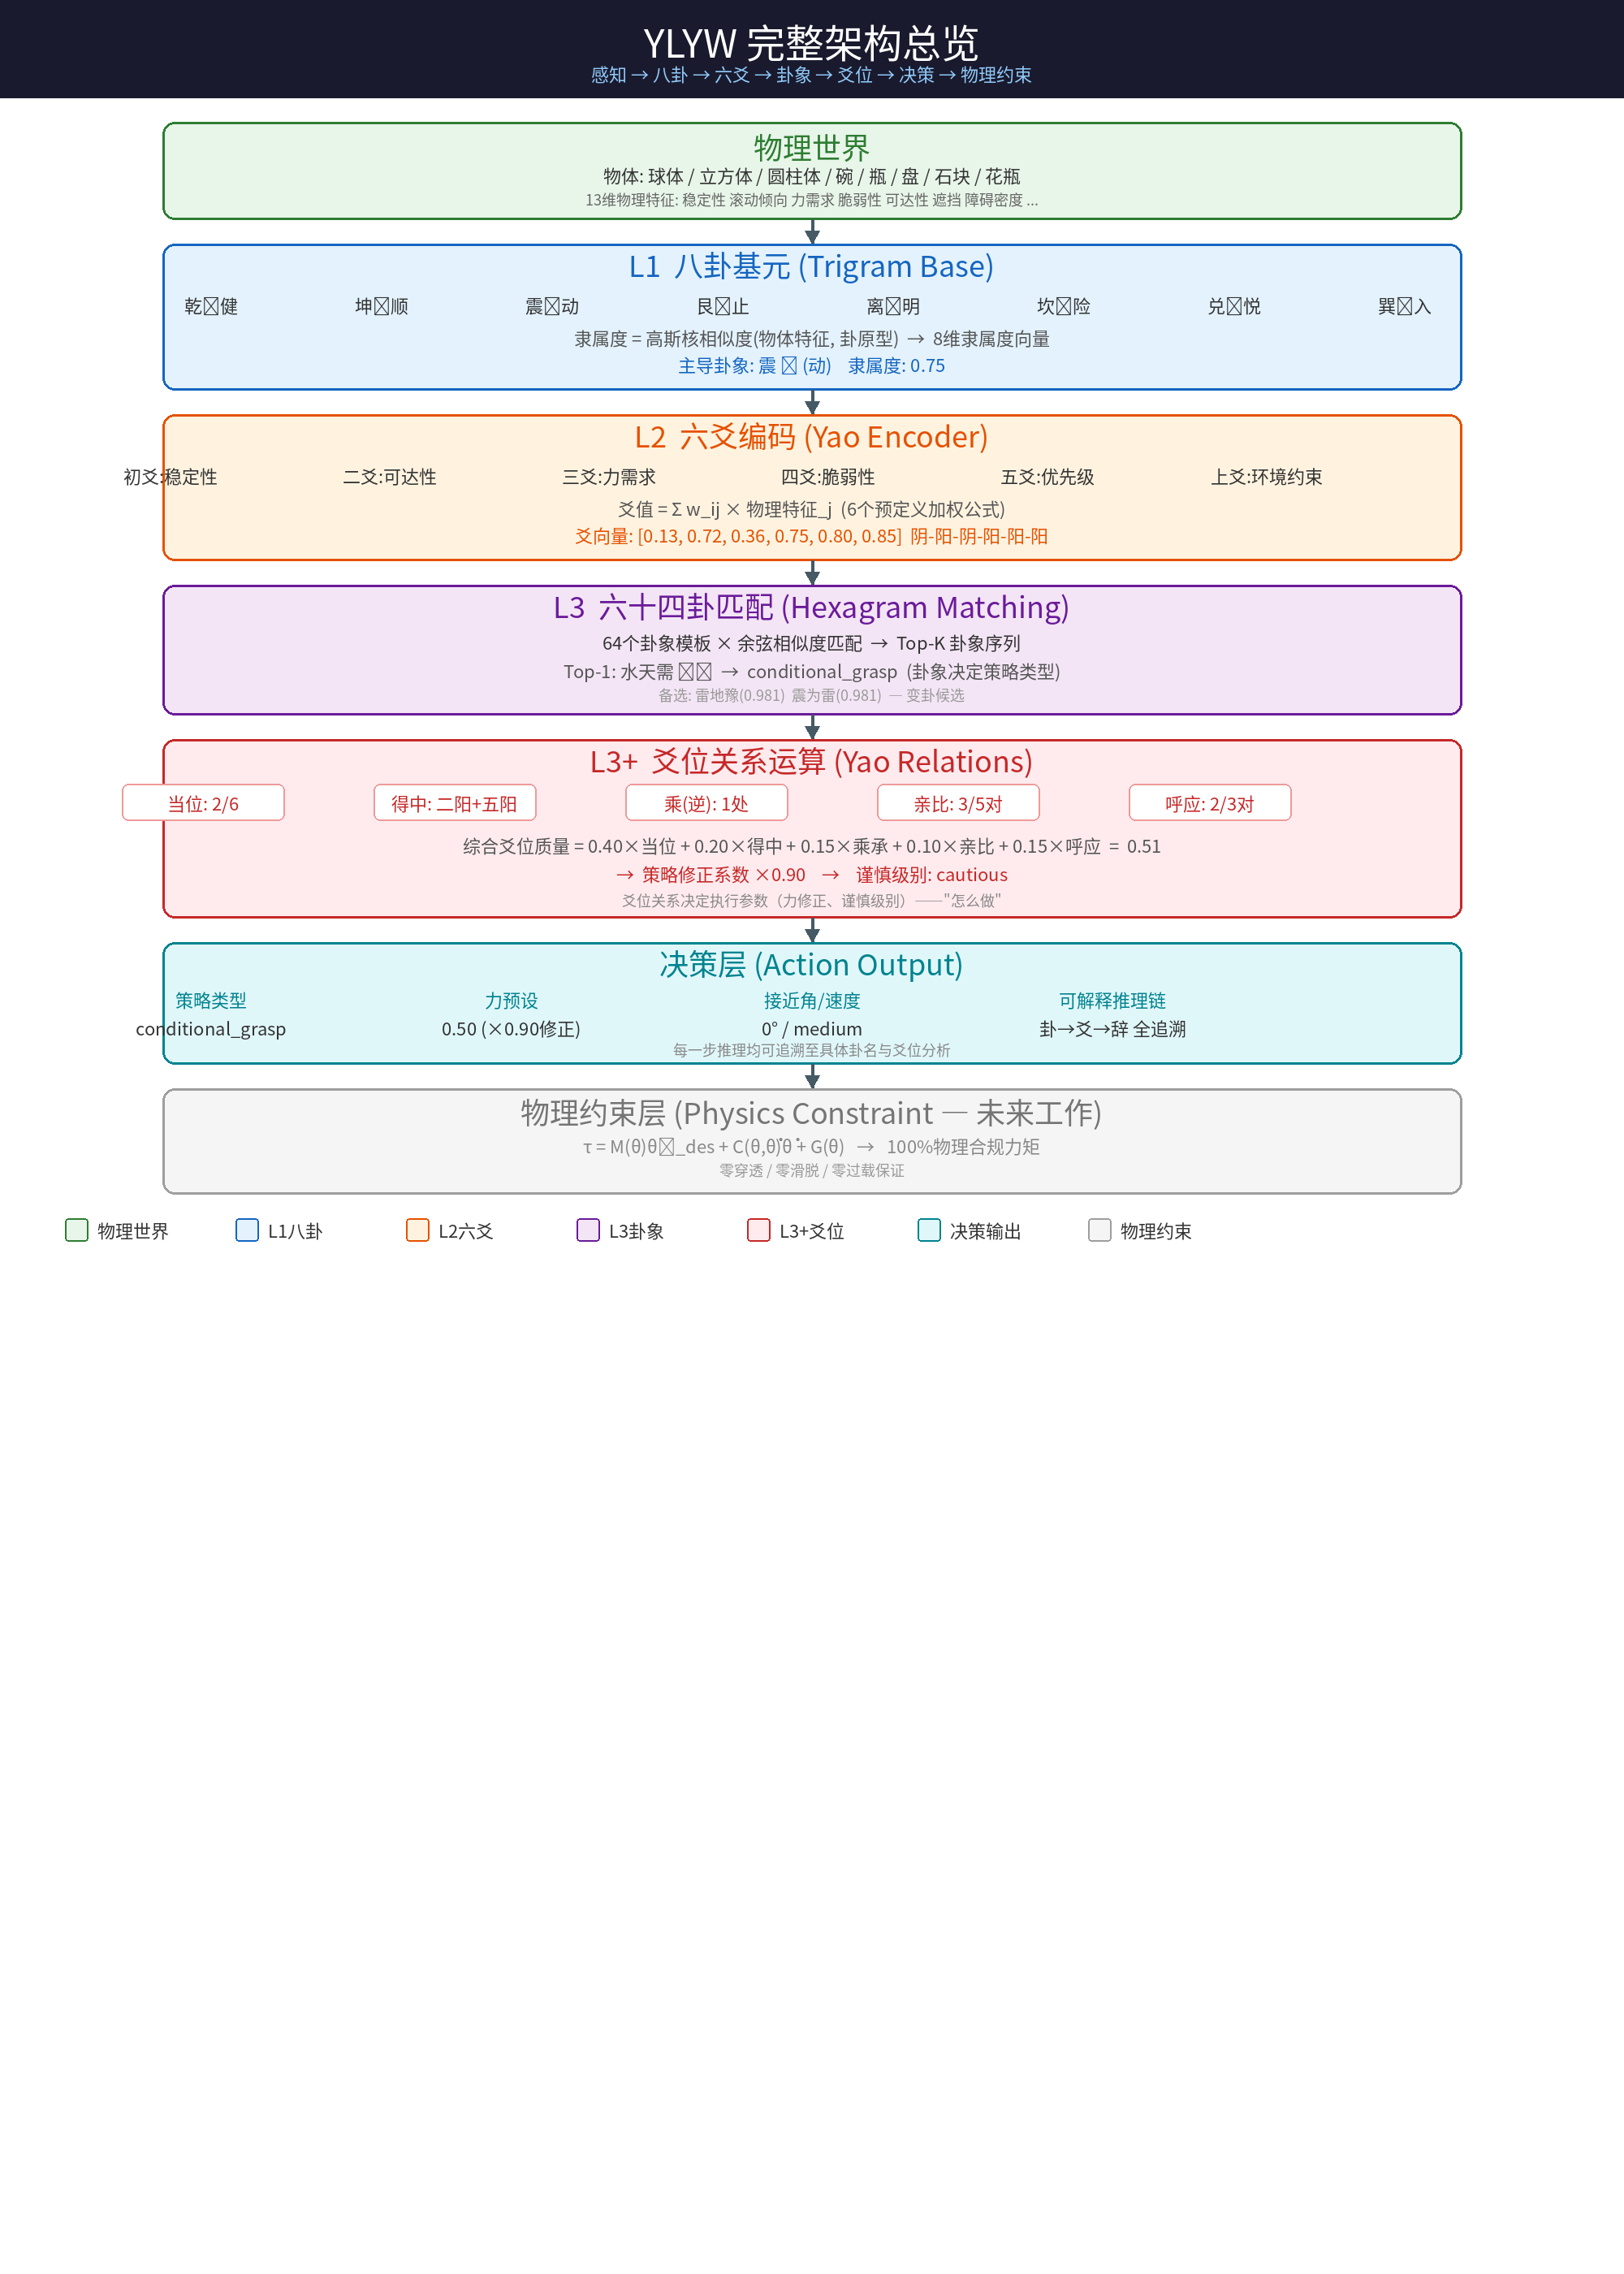 YLYW 完整架构总览
感知 → 八卦 → 六爻 → 卦象 → 爻位 → 决策 → 物理约束
物理世界
物体: 球体 / 立方体 / 圆柱体 / 碗 / 瓶 / 盘 / 石块 / 花瓶
13维物理特征: 稳定性 滚动倾向 力需求 脆弱性 可达性 遮挡 障碍密度 ...
L1 八卦基元 (Trigram Base)
乾健 坤顺 震动 艮止 离明 坎险 兑悦 巽入
隶属度 = 高斯核相似度(物体特征, 卦原型) → 8维隶属度向量
主导卦象: 震 (动) 隶属度: 0.75
L2 六爻编码 (Yao Encoder)
初爻:稳定性 二爻:可达性 三爻:力需求 四爻:脆弱性 五爻:优先级 上爻:环境约束
爻值 = Σ w_ij × 物理特征_j (6个预定义加权公式)
爻向量: [0.13, 0.72, 0.36, 0.75, 0.80, 0.85] 阴-阳-阴-阳-阳-阳
L3 六十四卦匹配 (Hexagram Matching)
64个卦象模板 × 余弦相似度匹配 → Top-K 卦象序列
Top-1: 水天需 → conditional_grasp (卦象决定策略类型)
备选: 雷地豫(0.981) 震为雷(0.981) — 变卦候选
L3+ 爻位关系运算 (Yao Relations)
当位: 2/6 得中: 二阳+五阳 乘(逆): 1处 亲比: 3/5对 呼应: 2/3对
综合爻位质量 = 0.40×当位 + 0.20×得中 + 0.15×乘承 + 0.10×亲比 + 0.15×呼应 = 0.51
→ 策略修正系数 ×0.90 → 谨慎级别: cautious
爻位关系决定执行参数（力修正、谨慎级别）——"怎么做"
决策层 (Action Output)
策略类型 力预设 接近角/速度 可解释推理链
conditional_grasp 0.50 (×0.90修正) 0° / medium 卦→爻→辞 全追溯
每一步推理均可追溯至具体卦名与爻位分析
物理约束层 (Physics Constraint — 未来工作)
τ = M(θ)θ_des + C(θ,θ̇)θ̇ + G(θ) → 100%物理合规力矩
零穿透 / 零滑脱 / 零过载保证
物理世界 L1八卦 L2六爻 L3卦象 L3+爻位 决策输出 物理约束